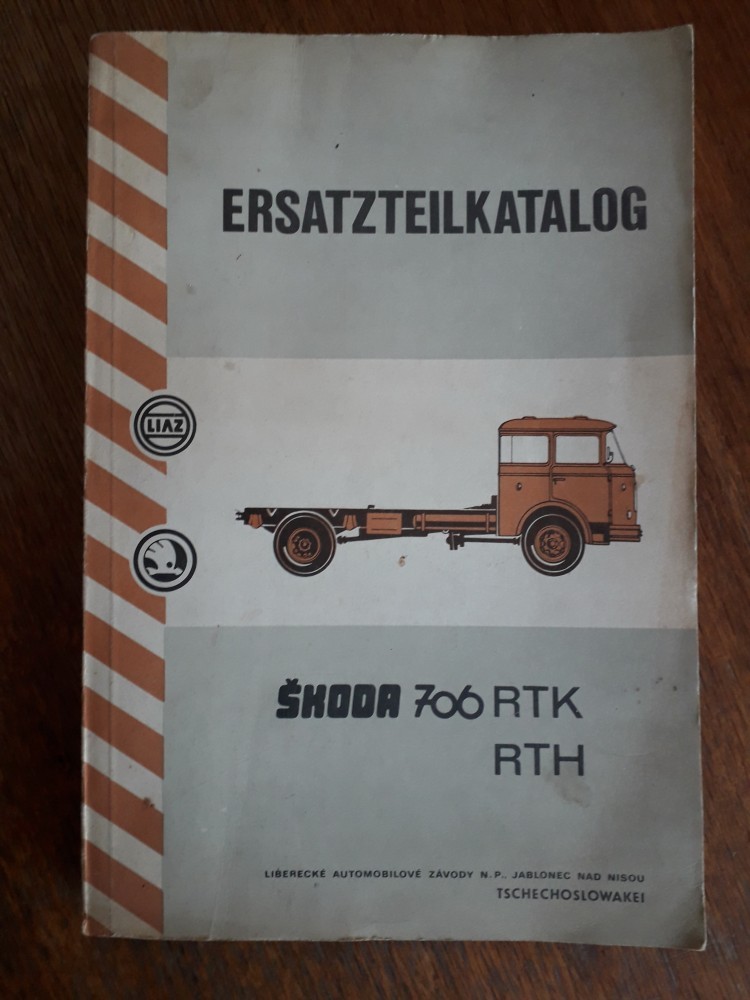 ERSATZTEILKATALOG
LIAZ
ŠKODA 706 RTK
RTH
LIBERECKÉ AUTOMOBILOVÉ ZÁVODY N.P., JABLONEC NAD NISOU
TSCHECHOSLOWAKEI